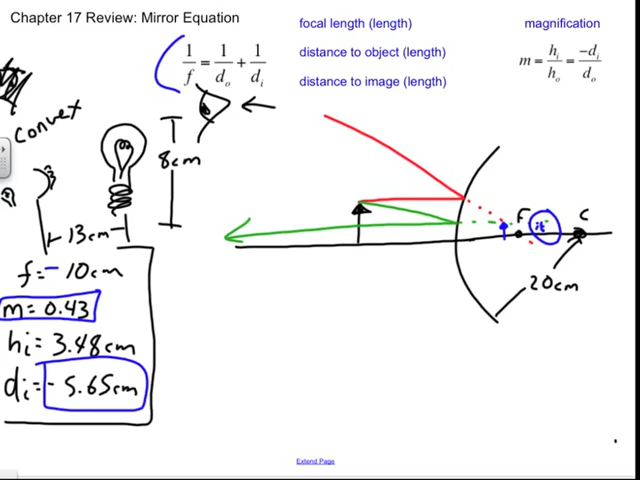 Chapter 17 Review: Mirror Equation
focal length (length)
magnification
1/f = 1/do + 1/di
distance to object (length)
m = hi/ho = -di/do
distance to image (length)
convex
8cm
13cm
F
it
C
20cm
f = -10cm
m = 0.43
hi = 3.48cm
di = -5.65cm
Extend Page